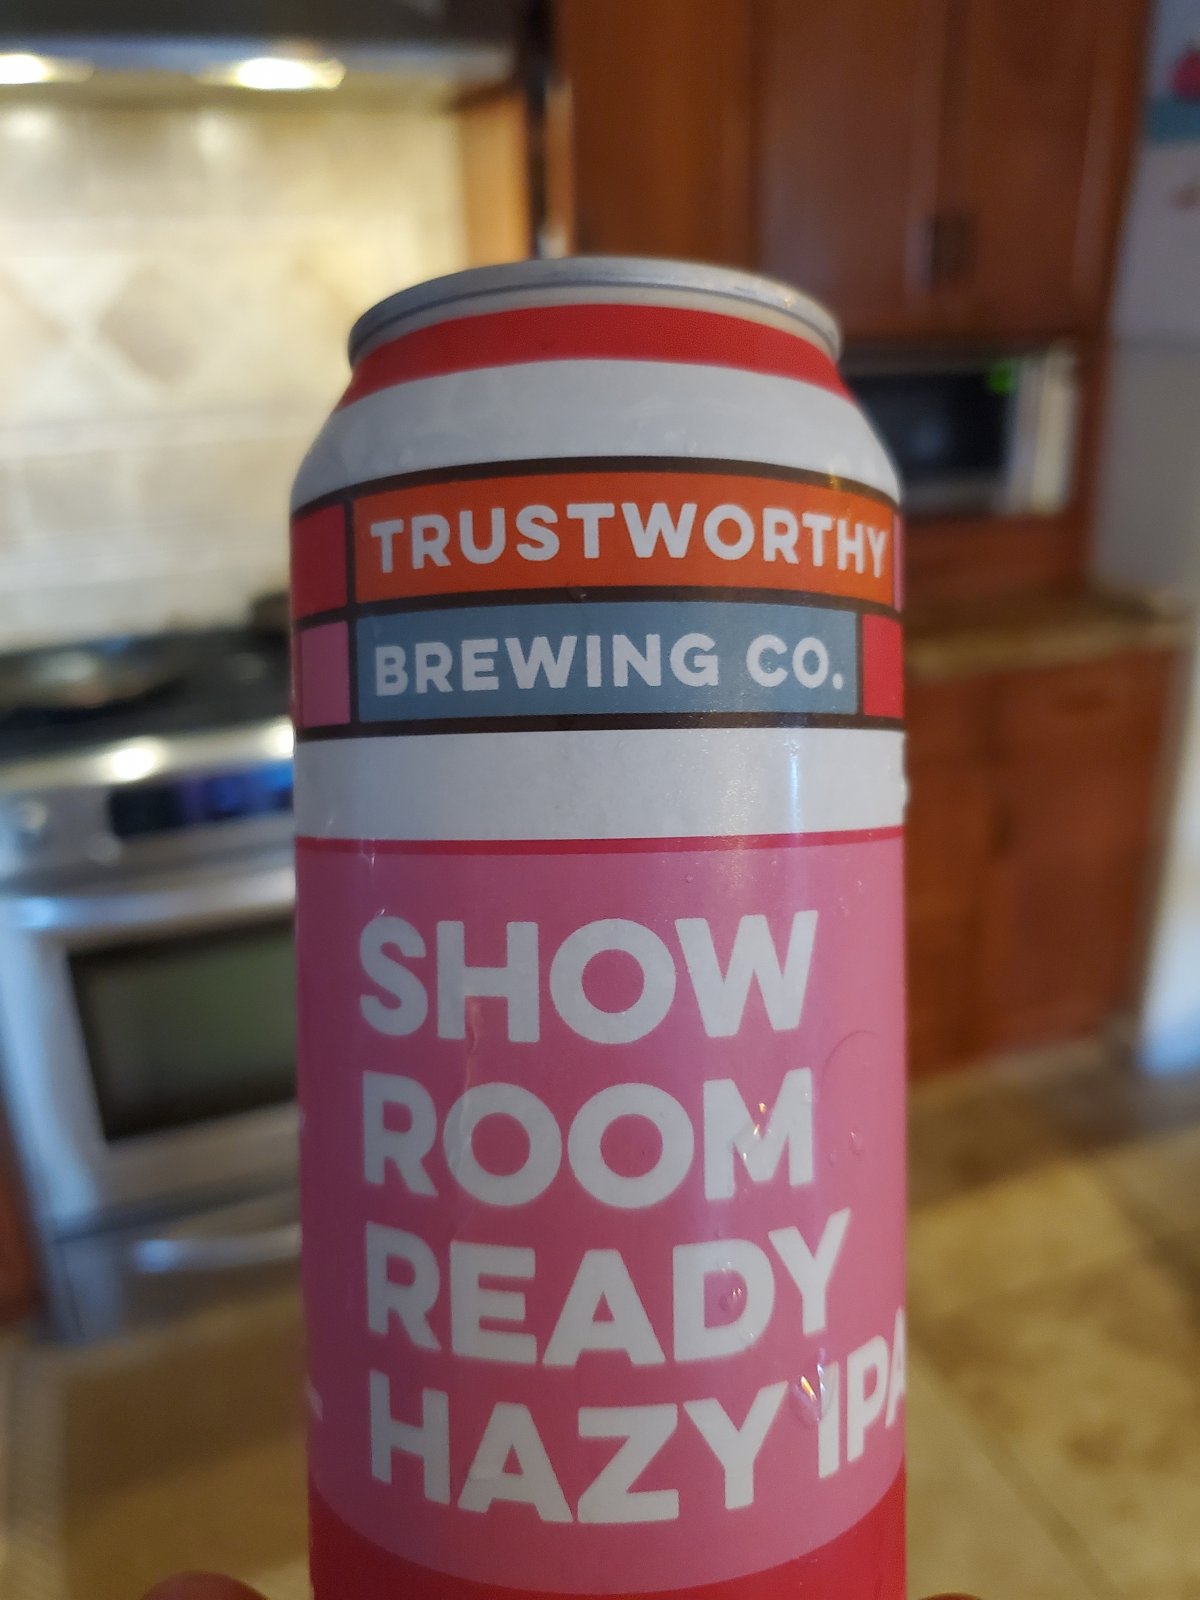 TRUSTWORTHY
BREWING CO.
SHOW
ROOM
READY
HAZY IPA